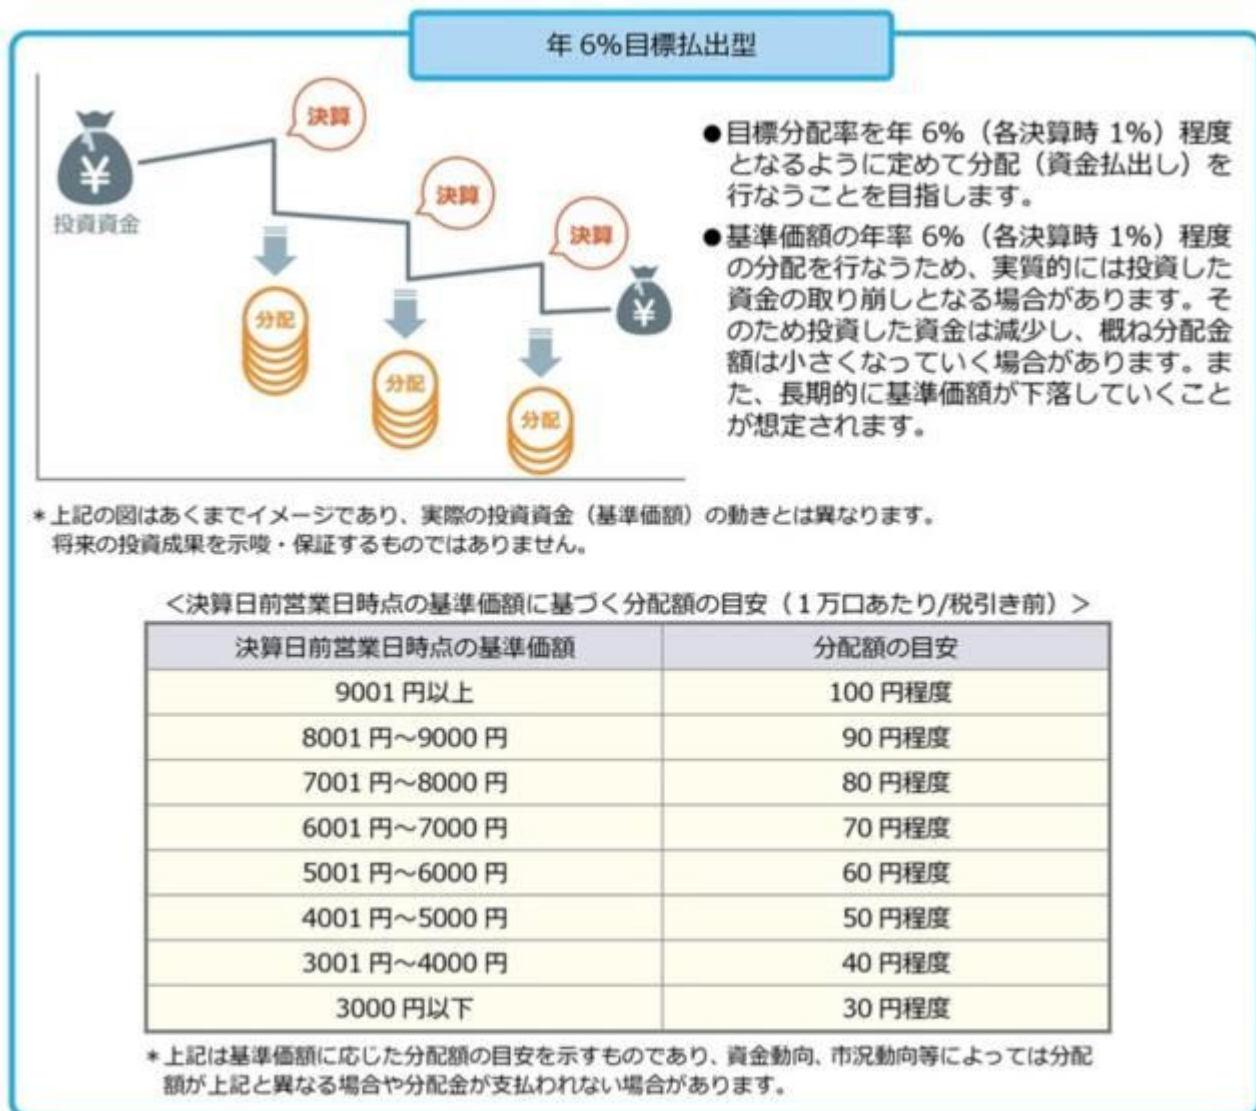 年 6%目標払出型
決算
決算
決算
¥
投資資金
¥
分配
分配
分配
●目標分配率を年 6%（各決算時 1%）程度
となるように定めて分配（資金払出し）を
行なうことを目指します。
●基準価額の年率 6%（各決算時 1%）程度
の分配を行なうため、実質的には投資した
資金の取り崩しとなる場合があります。そ
のため投資した資金は減少し、概ね分配金
額は小さくなっていく場合があります。ま
た、長期的に基準価額が下落していくこと
が想定されます。
＊上記の図はあくまでイメージであり、実際の投資資金（基準価額）の動きとは異なります。
将来の投資成果を示唆・保証するものではありません。
＜決算日前営業日時点の基準価額に基づく分配額の目安（１万口あたり/税引き前）＞
決算日前営業日時点の基準価額 分配額の目安
9001 円以上 100 円程度
8001 円～9000 円 90 円程度
7001 円～8000 円 80 円程度
6001 円～7000 円 70 円程度
5001 円～6000 円 60 円程度
4001 円～5000 円 50 円程度
3001 円～4000 円 40 円程度
3000 円以下 30 円程度
＊上記は基準価額に応じた分配額の目安を示すものであり、資金動向、市況動向等によっては分配
額が上記と異なる場合や分配金が支払われない場合があります。